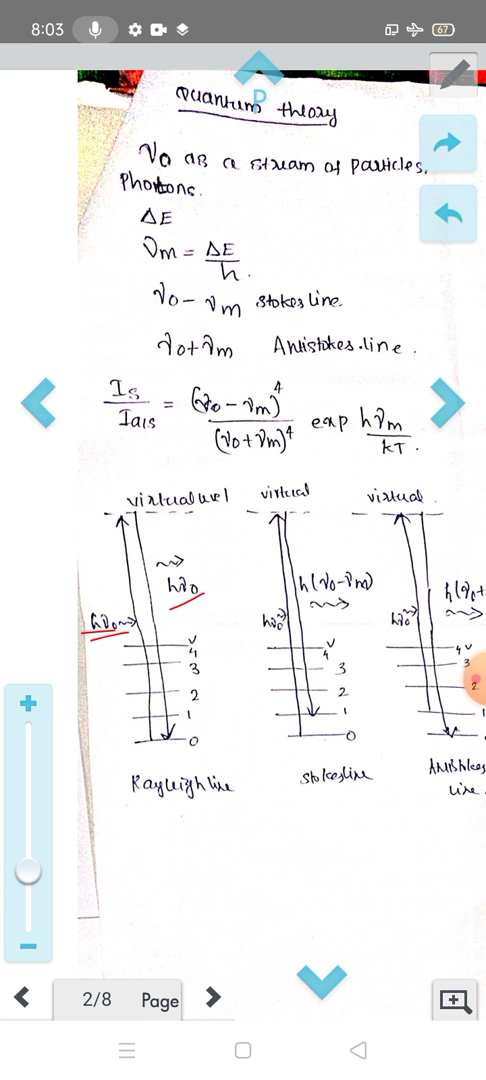 8:03
67
P
Quantum theory
ν0 as a stream of particles.
Photons.
ΔE
νm = ΔE/h.
ν0 - νm Stokes line
ν0+νm Antistokes line.
Is/Iais = (ν0 - νm)^4/(ν0+νm)^4 exp hνm/kT.
virtual virtual
hν0 h(ν0-νm) h(ν0+
hν0 hν0 hν0
V V 4 V
4 4 3
3 3 2
2 2 1
1 1
0 0
Rayleigh line Stokes line Antistokes
line.
2/8 Page